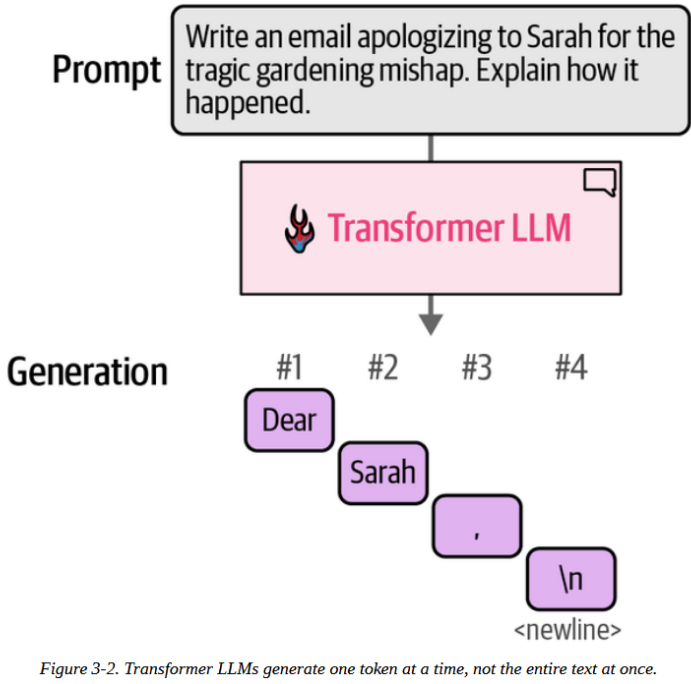 Prompt
Write an email apologizing to Sarah for the
tragic gardening mishap. Explain how it
happened.
Transformer LLM
Generation
#1 #2 #3 #4
Dear
Sarah
,
\n
<newline>
Figure 3-2. Transformer LLMs generate one token at a time, not the entire text at once.